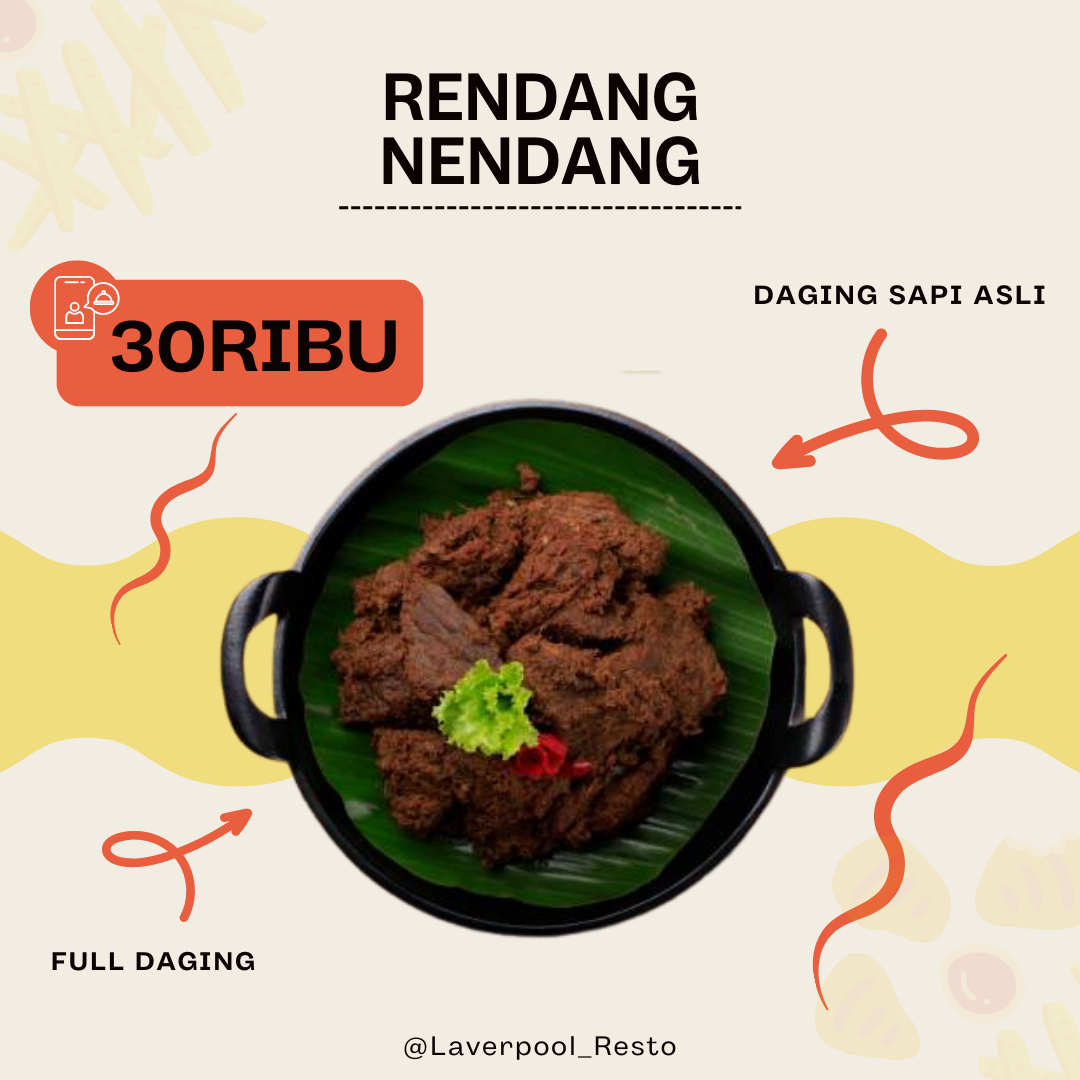 RENDANG
NENDANG
30RIBU
DAGING SAPI ASLI
FULL DAGING
@Laverpool_Resto